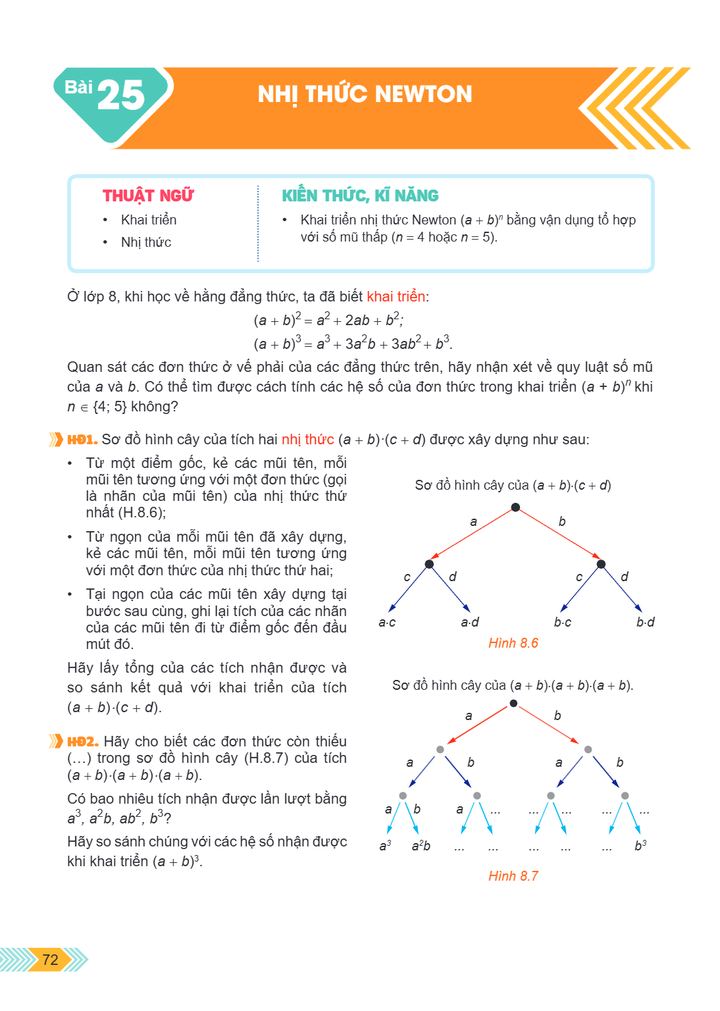 Bài 25
NHỊ THỨC NEWTON
THUẬT NGỮ
• Khai triển
• Nhị thức
KIẾN THỨC, KĨ NĂNG
• Khai triển nhị thức Newton (a + b)ⁿ bằng vận dụng tổ hợp
với số mũ thấp (n = 4 hoặc n = 5).
Ở lớp 8, khi học về hằng đẳng thức, ta đã biết khai triển:
(a + b)² = a² + 2ab + b²;
(a + b)³ = a³ + 3a²b + 3ab² + b³.
Quan sát các đơn thức ở vế phải của các đẳng thức trên, hãy nhận xét về quy luật số mũ
của a và b. Có thể tìm được cách tính các hệ số của đơn thức trong khai triển (a + b)ⁿ khi
n ∈ {4; 5} không?
HĐ1. Sơ đồ hình cây của tích hai nhị thức (a + b)·(c + d) được xây dựng như sau:
• Từ một điểm gốc, kẻ các mũi tên, mỗi
mũi tên tương ứng với một đơn thức (gọi
là nhãn của mũi tên) của nhị thức thứ
nhất (H.8.6);
• Từ ngọn của mỗi mũi tên đã xây dựng,
kẻ các mũi tên, mỗi mũi tên tương ứng
với một đơn thức của nhị thức thứ hai;
• Tại ngọn của các mũi tên xây dựng tại
bước sau cùng, ghi lại tích của các nhãn
của các mũi tên đi từ điểm gốc đến đầu
mút đó.
Hãy lấy tổng của các tích nhận được và
so sánh kết quả với khai triển của tích
(a + b)·(c + d).
Sơ đồ hình cây của (a + b)·(c + d)
a b
c d c d
a·c a·d b·c b·d
Hình 8.6
HĐ2. Hãy cho biết các đơn thức còn thiếu
(…) trong sơ đồ hình cây (H.8.7) của tích
(a + b)·(a + b)·(a + b).
Có bao nhiêu tích nhận được lần lượt bằng
a³, a²b, ab², b³?
Hãy so sánh chúng với các hệ số nhận được
khi khai triển (a + b)³.
Sơ đồ hình cây của (a + b)·(a + b)·(a + b).
a b
a b a b
a b a ... ... ... ... ...
a³ a²b ... ... ... ... ... b³
Hình 8.7
72